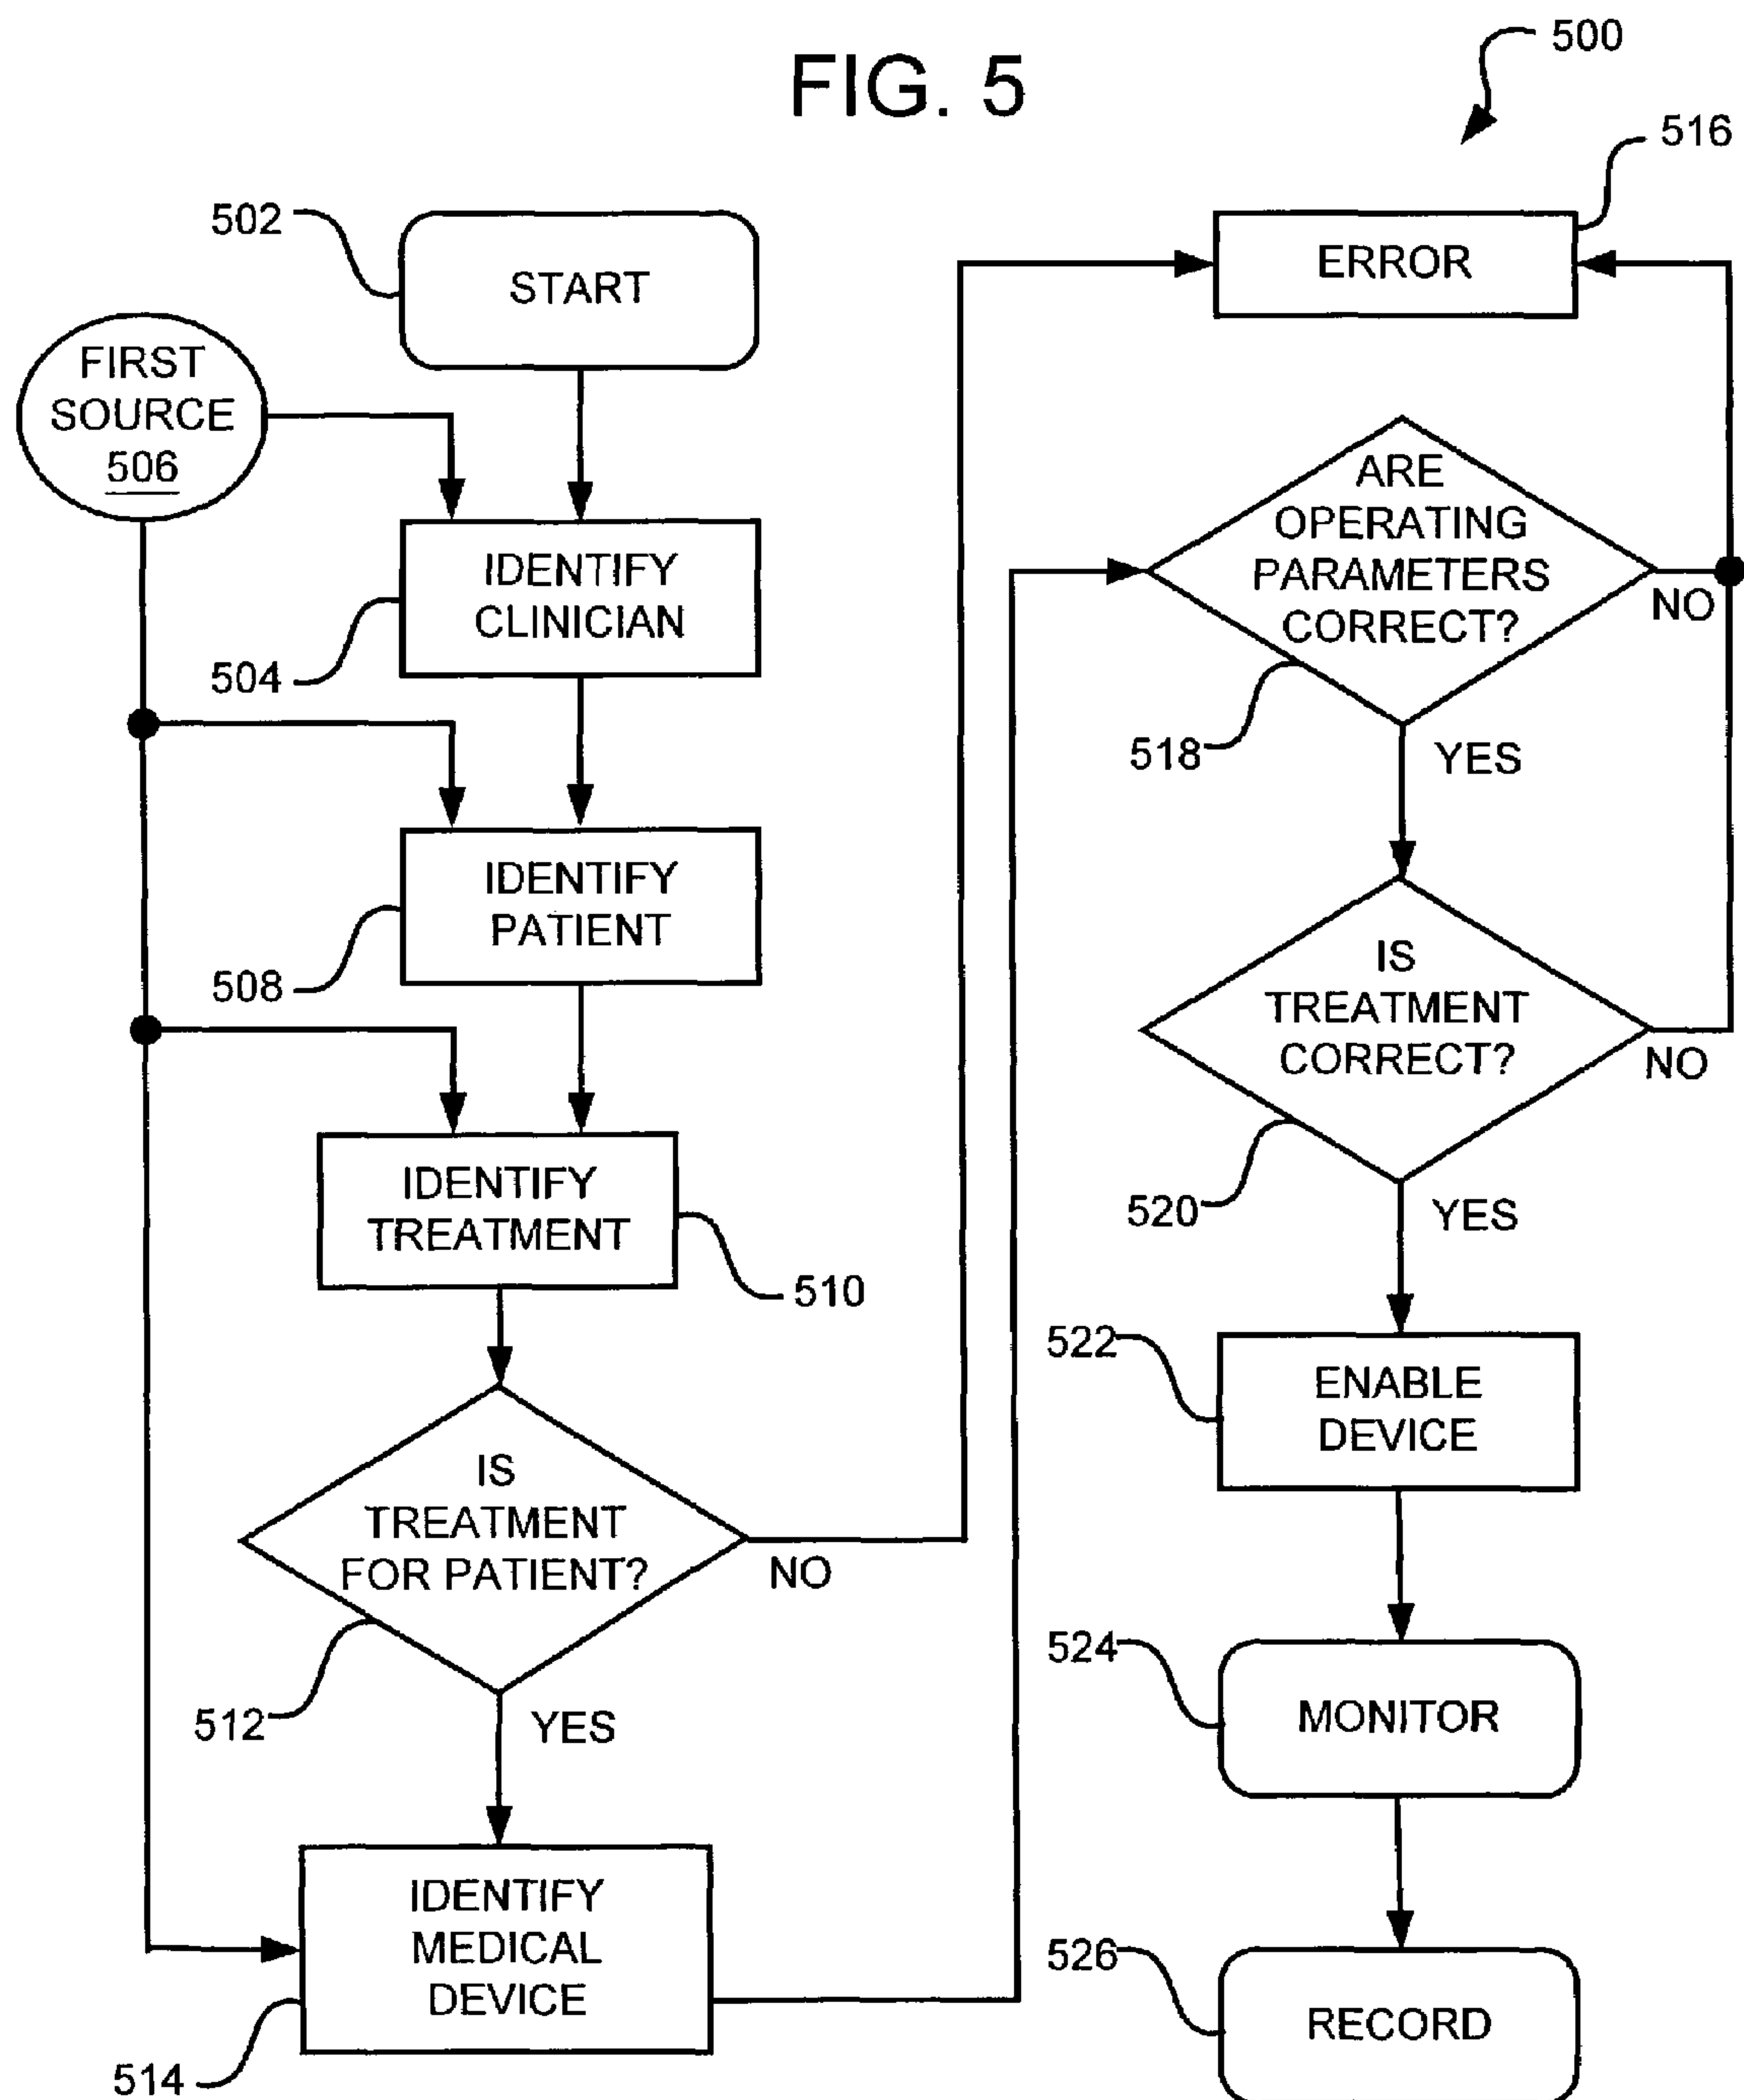 FIG. 5
500
502
START
FIRST
SOURCE
506
IDENTIFY
CLINICIAN
504
IDENTIFY
PATIENT
508
IDENTIFY
TREATMENT
510
IS
TREATMENT
FOR PATIENT?
NO
512
YES
IDENTIFY
MEDICAL
DEVICE
514
516
ERROR
ARE
OPERATING
PARAMETERS
CORRECT?
NO
518
YES
IS
TREATMENT
CORRECT?
NO
520
YES
522
ENABLE
DEVICE
524
MONITOR
526
RECORD